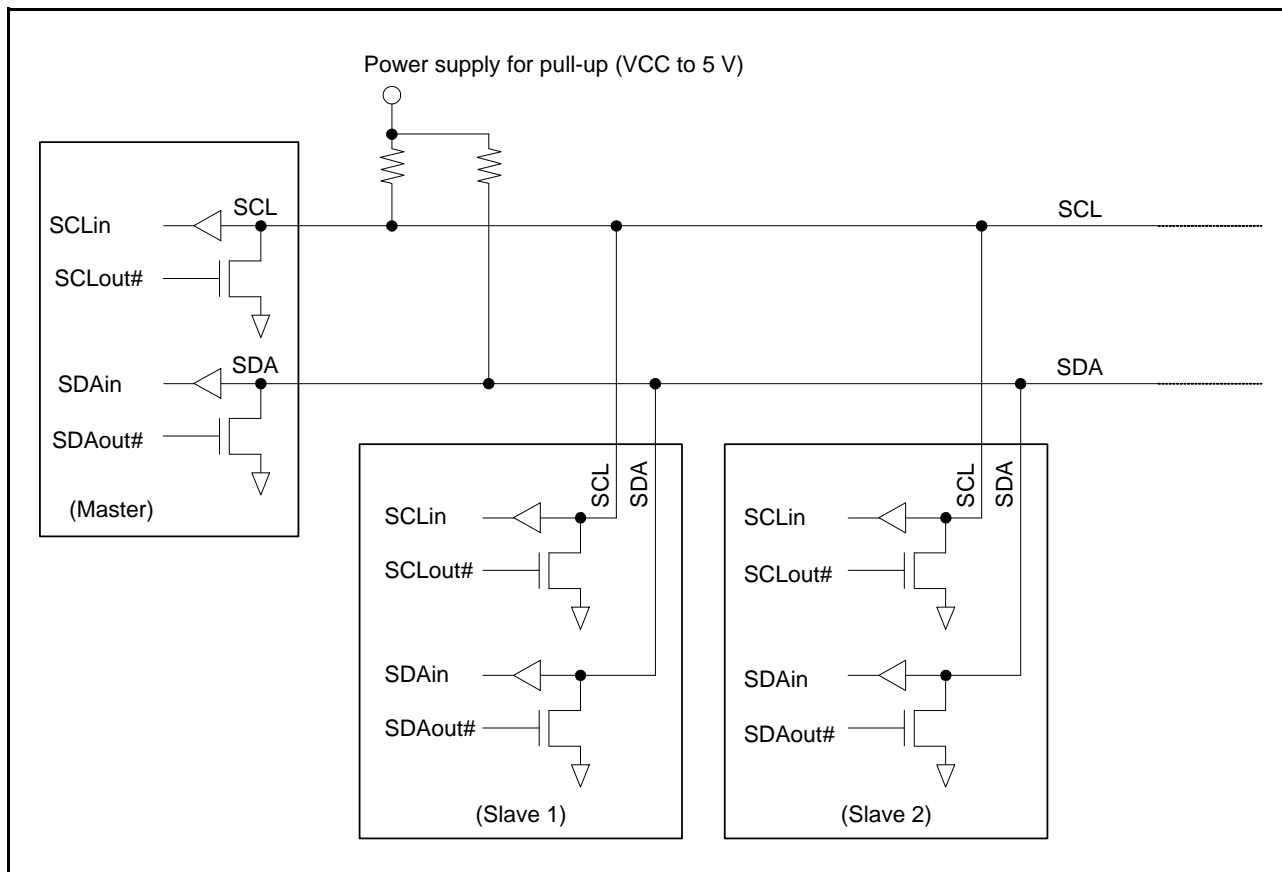 Power supply for pull-up (VCC to 5 V)
SCL
SCLin
SCLout#
SDA
SDAin
SDAout#
(Master)
SCL
SDA
SCL
SDA
SCLin
SCLout#
SDAin
SDAout#
(Slave 1)
SCL
SDA
SCLin
SCLout#
SDAin
SDAout#
(Slave 2)